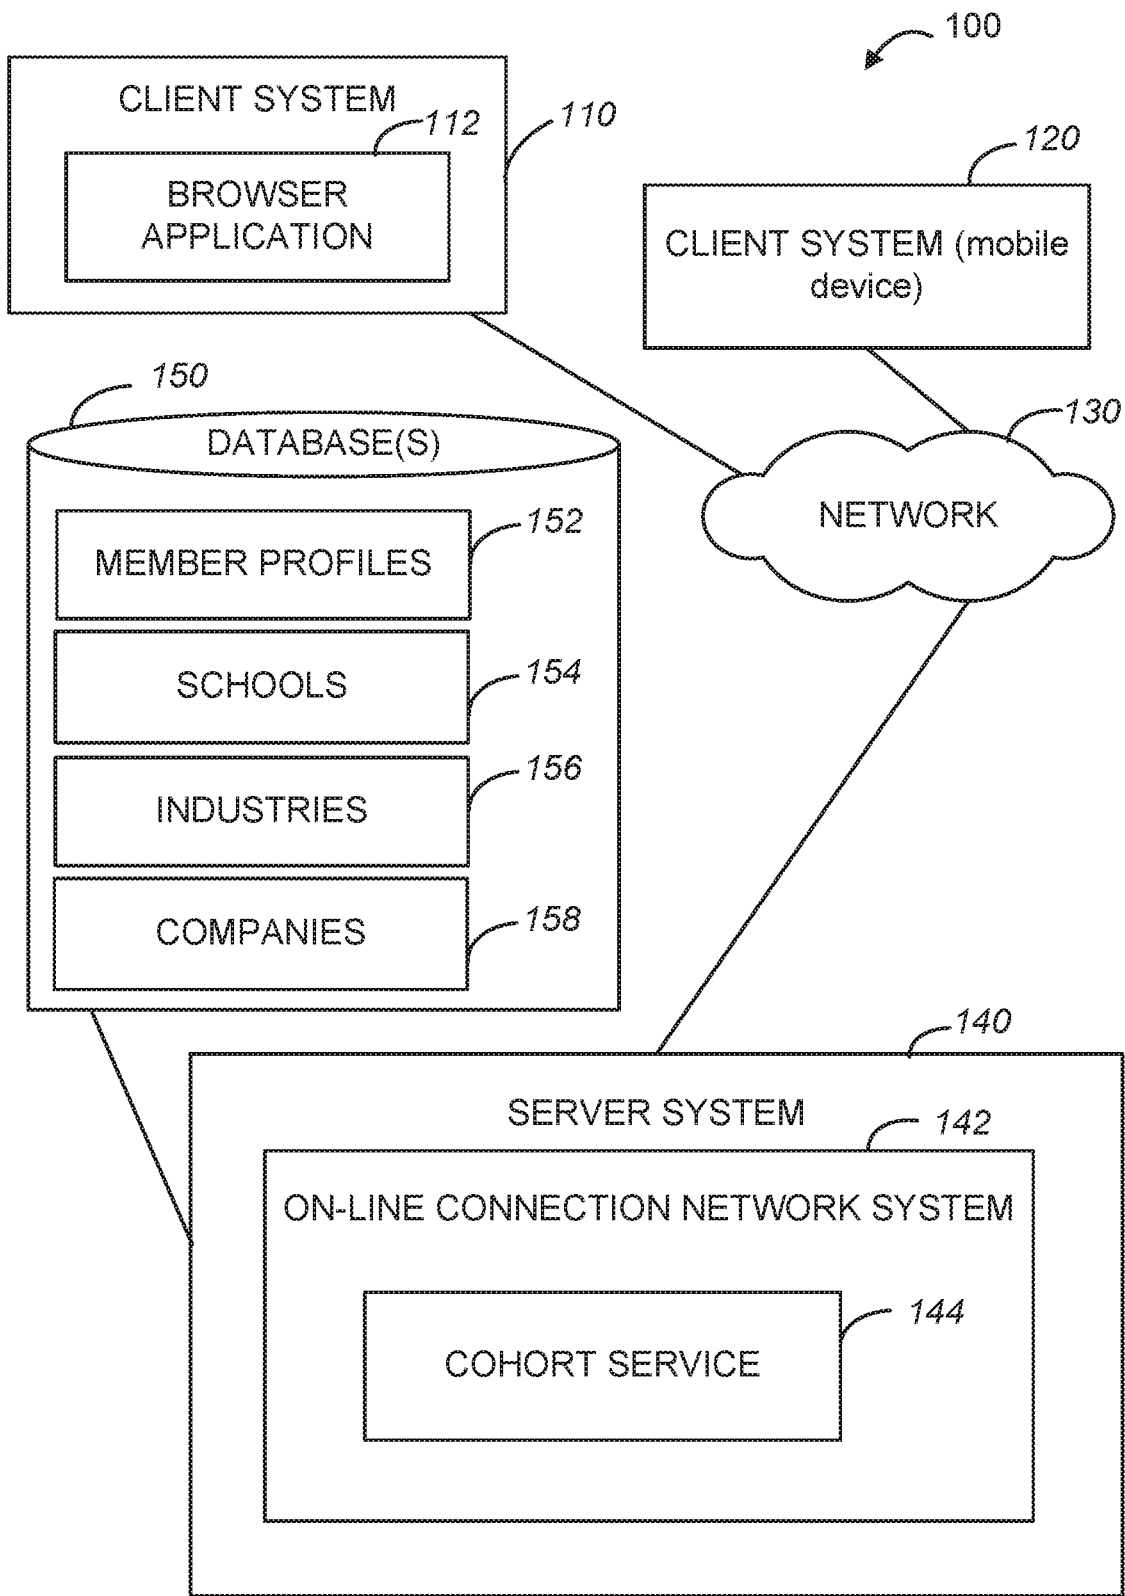 100
CLIENT SYSTEM
112
110
BROWSER
APPLICATION
120
CLIENT SYSTEM (mobile
device)
150
130
DATABASE(S)
NETWORK
152
MEMBER PROFILES
154
SCHOOLS
156
INDUSTRIES
158
COMPANIES
140
SERVER SYSTEM
142
ON-LINE CONNECTION NETWORK SYSTEM
144
COHORT SERVICE